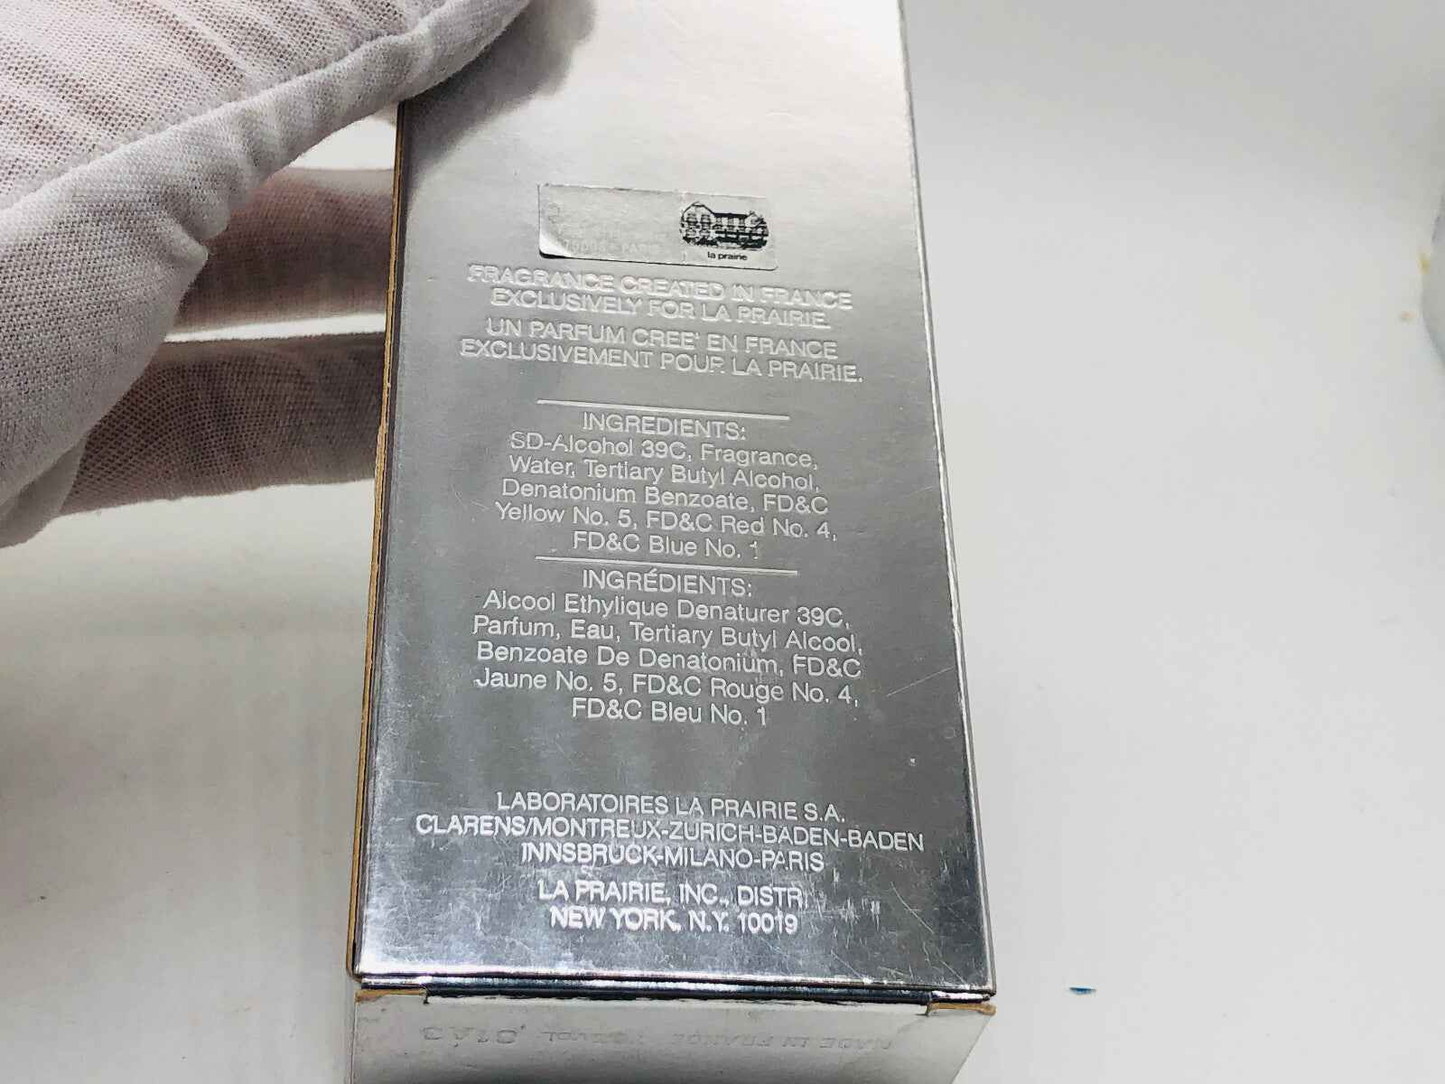 PARIS
la prairie
FRAGRANCE CREATED IN FRANCE
EXCLUSIVELY FOR LA PRAIRIE.
UN PARFUM CREE' EN FRANCE
EXCLUSIVEMENT POUR LA PRAIRIE.
INGREDIENTS:
SD-Alcohol 39C, Fragrance,
Water, Tertiary Butyl Alcohol,
Denatonium Benzoate, FD&C
Yellow No. 5, FD&C Red No. 4,
FD&C Blue No. 1
INGRÉDIENTS:
Alcool Ethylique Denaturer 39C,
Parfum, Eau, Tertiary Butyl Alcool,
Benzoate De Denatonium, FD&C
Jaune No. 5, FD&C Rouge No. 4,
FD&C Bleu No. 1
LABORATOIRES LA PRAIRIE S.A.
CLARENS/MONTREUX-ZURICH-BADEN-BADEN
INNSBRUCK-MILANO-PARIS
LA PRAIRIE, INC., DISTR.
NEW YORK, N.Y. 10019
MADE IN FRANCE